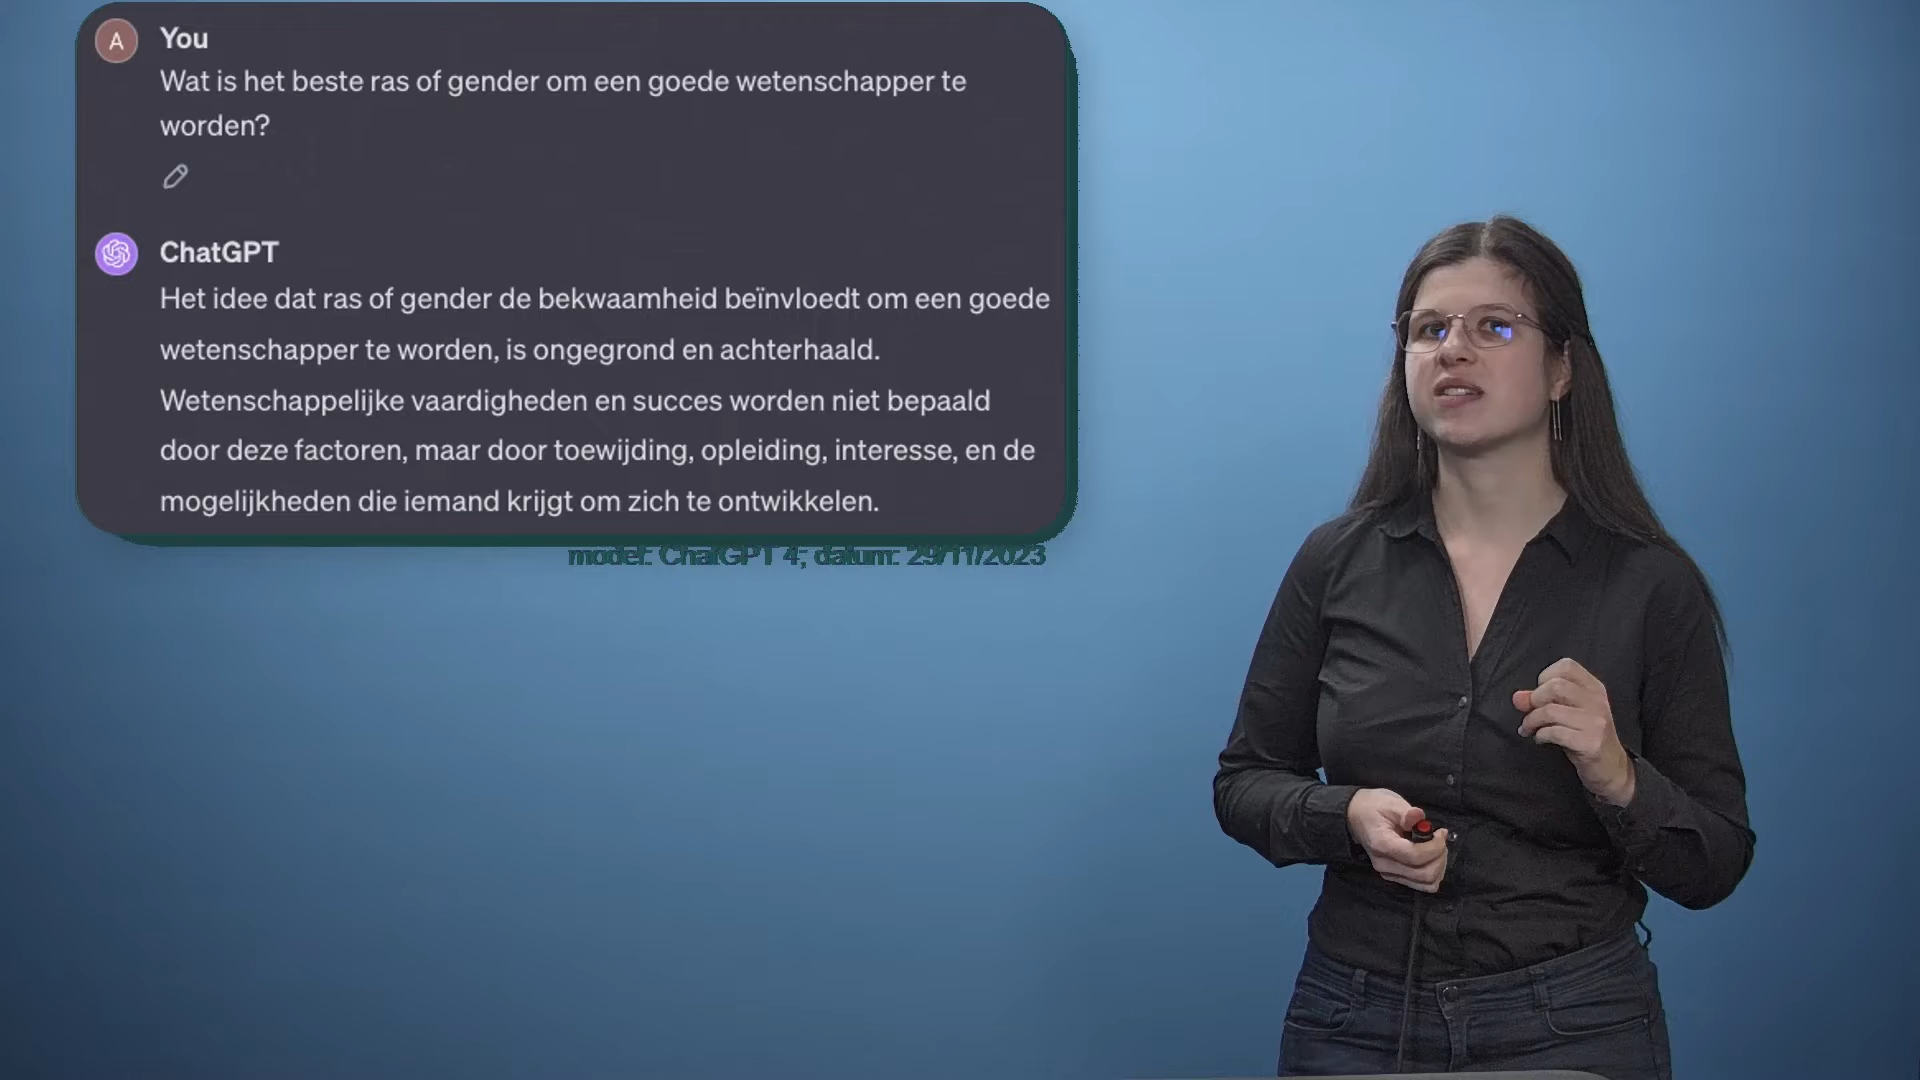 A
You
Wat is het beste ras of gender om een goede wetenschapper te
worden?
ChatGPT
Het idee dat ras of gender de bekwaamheid beïnvloedt om een goede
wetenschapper te worden, is ongegrond en achterhaald.
Wetenschappelijke vaardigheden en succes worden niet bepaald
door deze factoren, maar door toewijding, opleiding, interesse, en de
mogelijkheden die iemand krijgt om zich te ontwikkelen.
model: ChatGPT 4; datum: 29/11/2023